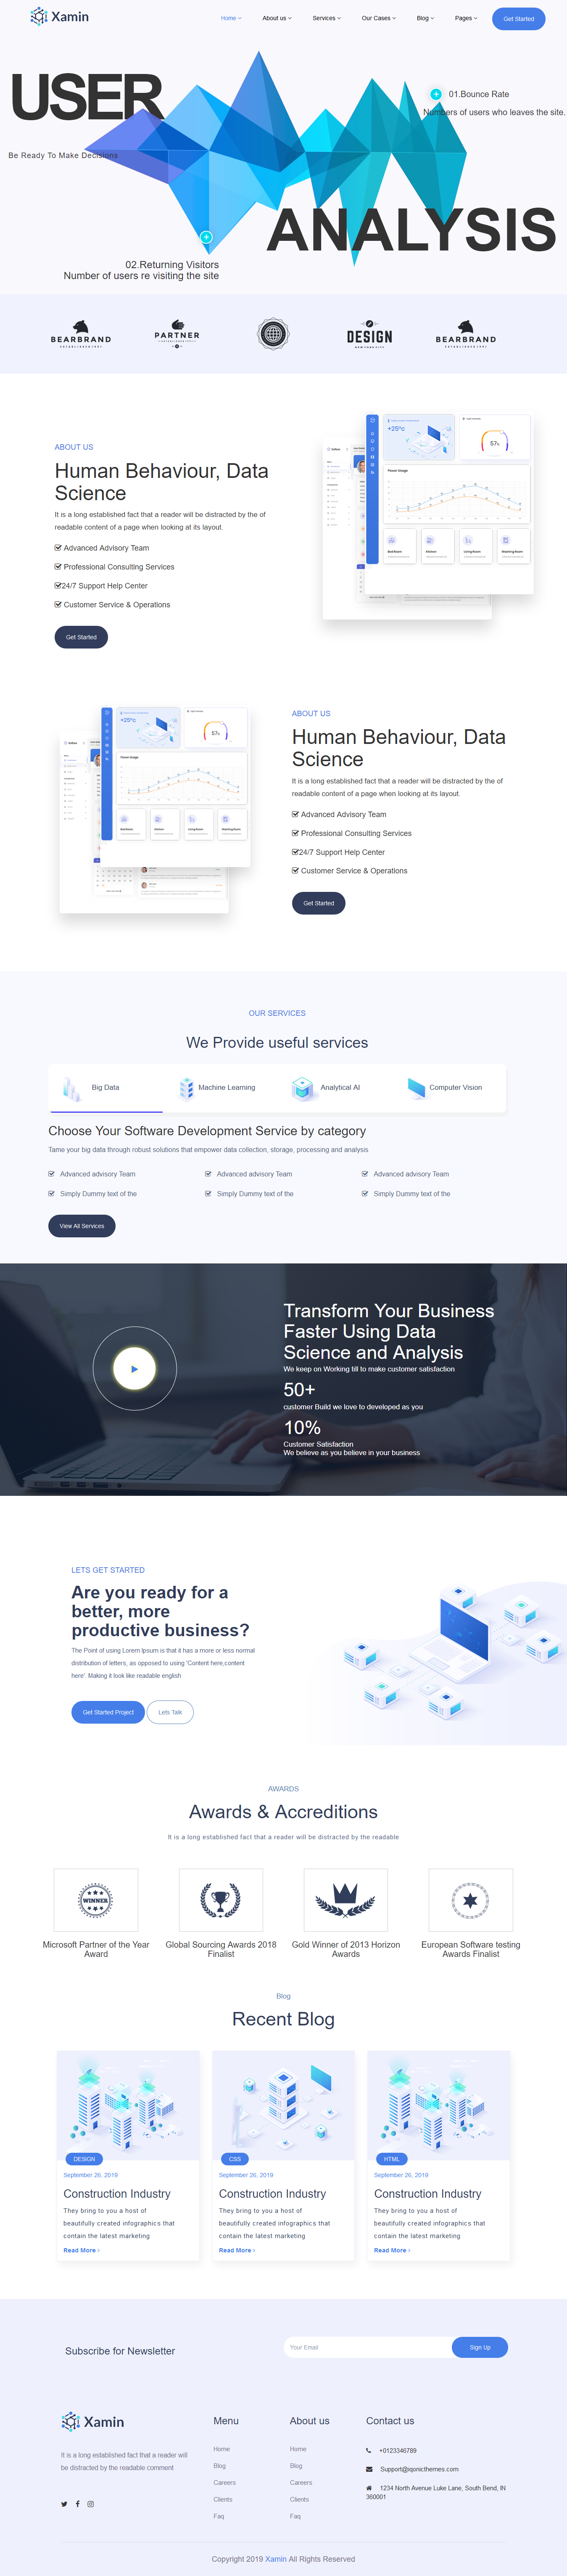 Xamin
Home
About us
Services
Our Cases
Blog
Pages
Get Started
USER
01.Bounce Rate
Numbers of users who leaves the site.
Be Ready To Make Decisions
ANALYSIS
02.Returning Visitors
Number of users re visiting the site
BEARBRAND
PARTNER
DESIGN
NEW YORK CITY
BEARBRAND
ABOUT US
Human Behaviour, Data
Science
It is a long established fact that a reader will be distracted by the of
readable content of a page when looking at its layout.
Advanced Advisory Team
Professional Consulting Services
24/7 Support Help Center
Customer Service & Operations
Get Started
+25°C
Power Usage
ABOUT US
Human Behaviour, Data
Science
It is a long established fact that a reader will be distracted by the of
readable content of a page when looking at its layout.
Advanced Advisory Team
Professional Consulting Services
24/7 Support Help Center
Customer Service & Operations
Get Started
+25°C
Power Usage
OUR SERVICES
We Provide useful services
Big Data
Machine Learning
Analytical AI
Computer Vision
Choose Your Software Development Service by category
Tame your big data through robust solutions that empower data collection, storage, processing and analysis
Advanced advisory Team
Advanced advisory Team
Advanced advisory Team
Simply Dummy text of the
Simply Dummy text of the
Simply Dummy text of the
View All Services
Transform Your Business
Faster Using Data
Science and Analysis
We keep on Working till to make customer satisfaction
50+
customer Build we love to developed as you
10%
Customer Satisfaction
We believe as you believe in your business
LETS GET STARTED
Are you ready for a
better, more
productive business?
The Point of using Lorem Ipsum is that it has a more or less normal
distribution of letters, as opposed to using 'Content here,content
here'. Making it look like readable english
Get Started Project
Lets Talk
AWARDS
Awards & Accreditions
It is a long established fact that a reader will be distracted by the readable
WINNER
Microsoft Partner of the Year
Award
Global Sourcing Awards 2018
Finalist
Gold Winner of 2013 Horizon
Awards
European Software testing
Awards Finalist
Blog
Recent Blog
DESIGN
September 26, 2019
Construction Industry
They bring to you a host of
beautifully created infographics that
contain the latest marketing
Read More
CSS
September 26, 2019
Construction Industry
They bring to you a host of
beautifully created infographics that
contain the latest marketing
Read More
HTML
September 26, 2019
Construction Industry
They bring to you a host of
beautifully created infographics that
contain the latest marketing
Read More
Subscribe for Newsletter
Your Email
Sign Up
Xamin
It is a long established fact that a reader will
be distracted by the readable comment
Menu
Home
Blog
Careers
Clients
Faq
About us
Home
Blog
Careers
Clients
Faq
Contact us
+0123346789
Support@iqonicthemes.com
1234 North Avenue Luke Lane, South Bend, IN
360001
Copyright 2019 Xamin All Rights Reserved